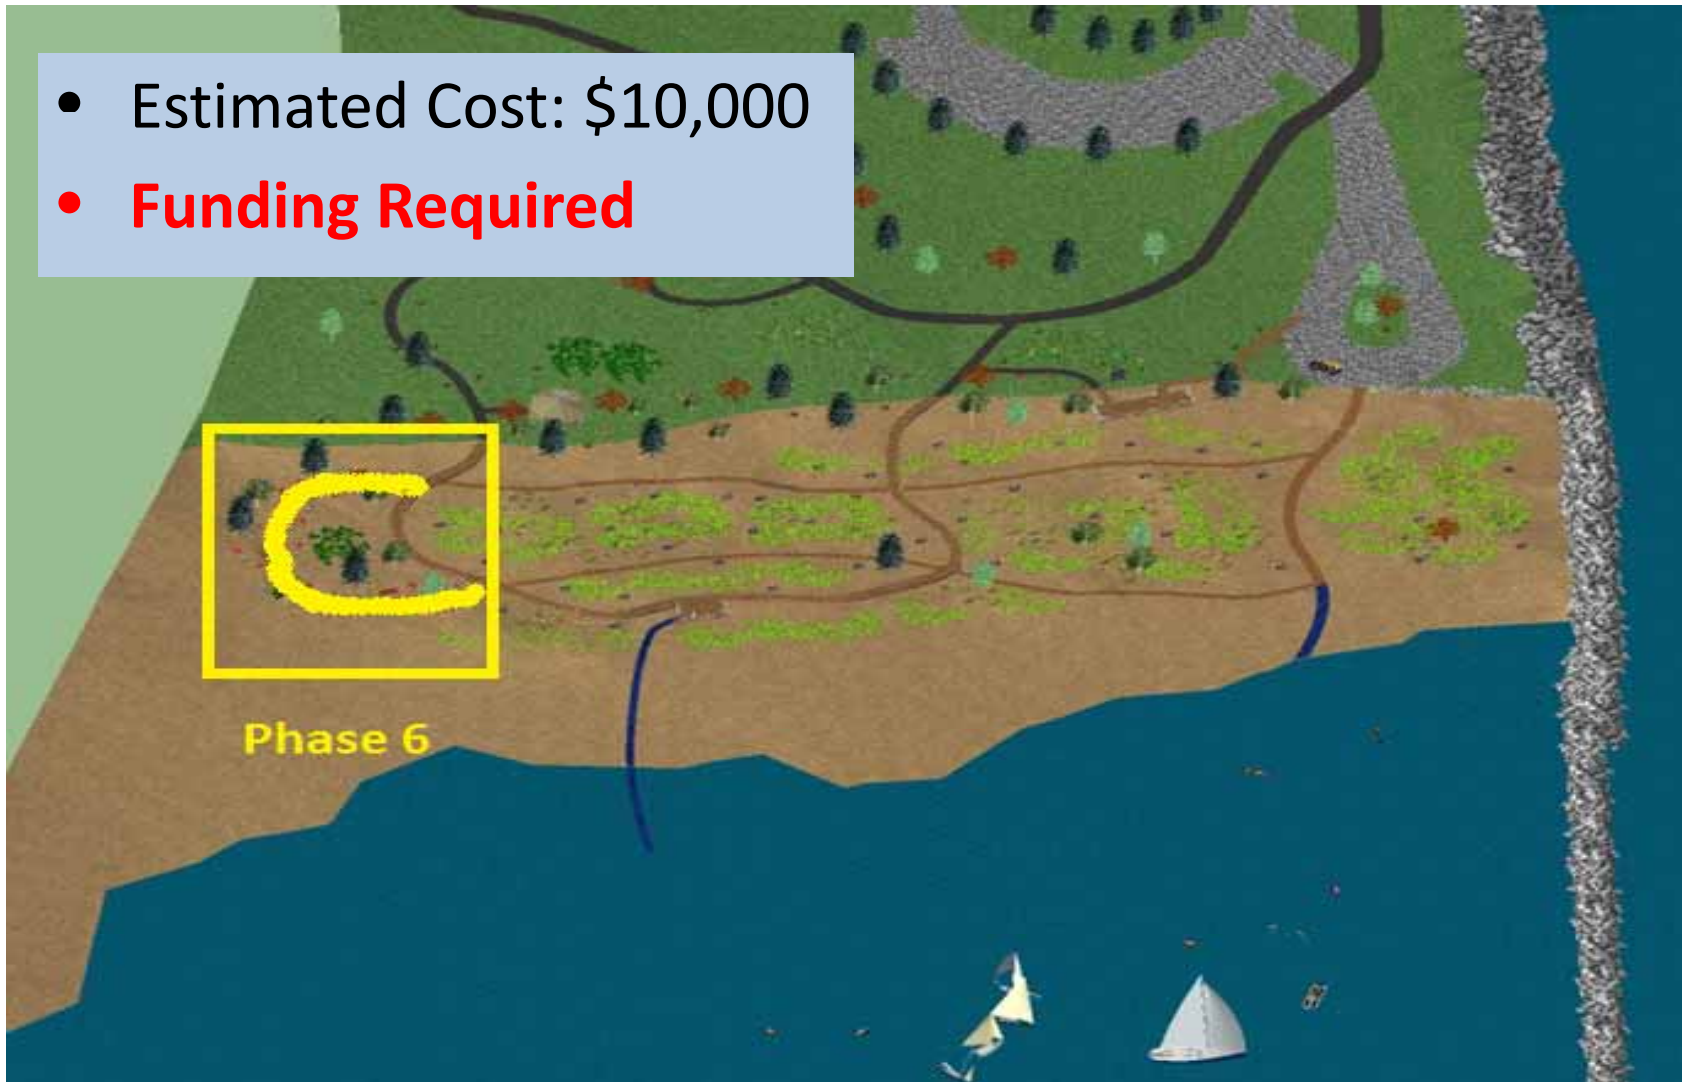 • Estimated Cost: $10,000
• Funding Required
Phase 6